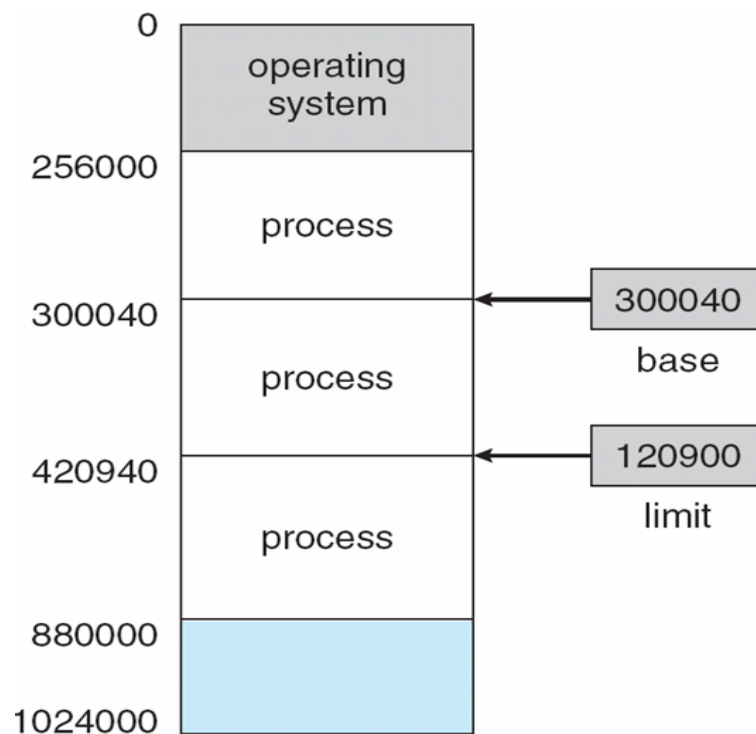 0
operating
system
256000
process
300040
300040
base
process
420940
120900
limit
process
880000
1024000